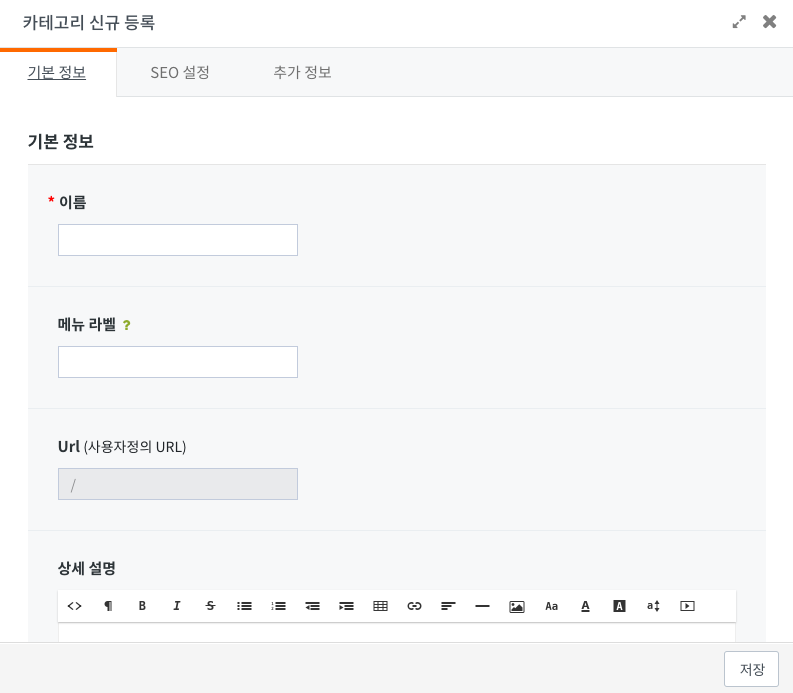 카테고리 신규 등록
기본 정보 SEO 설정 추가 정보
기본 정보
* 이름
메뉴 라벨 ?
Url (사용자정의 URL)
/
상세 설명
<> ¶ B I S Aa A A a
저장